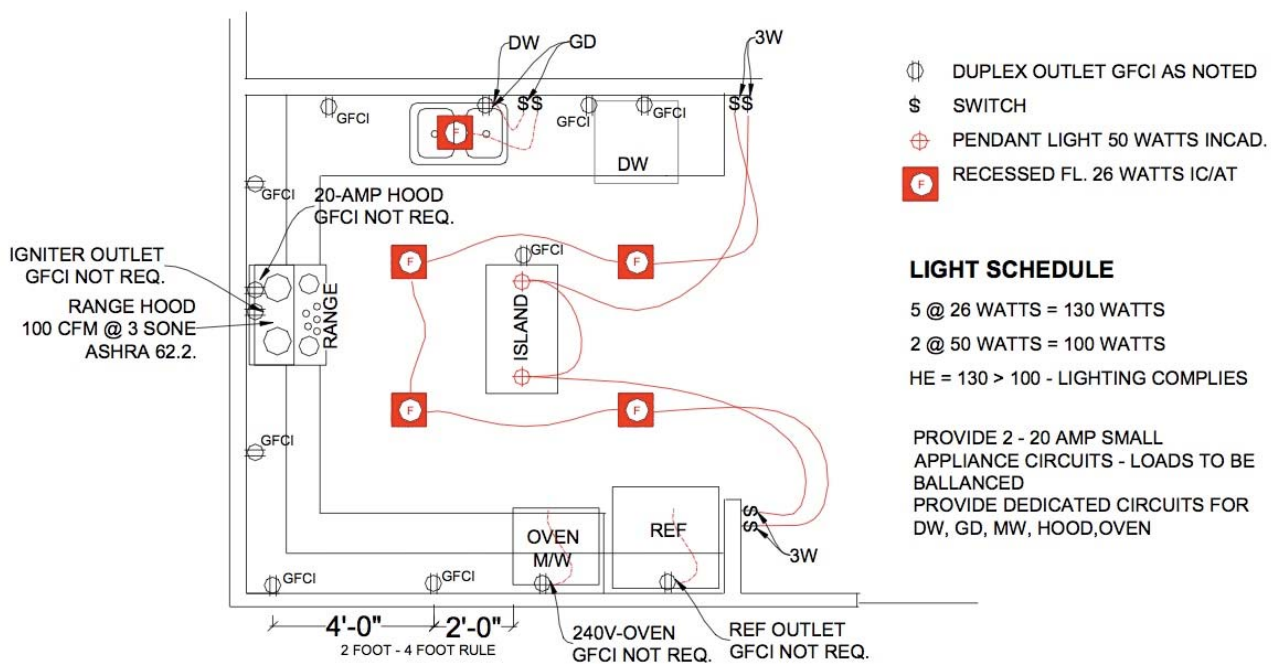 DW
GD
3W
GFCI
S S
GFCI
GFCI
S S
F
DW
GFCI
20-AMP HOOD
GFCI NOT REQ.
IGNITER OUTLET
GFCI NOT REQ.
RANGE HOOD
100 CFM @ 3 SONE
ASHRA 62.2.
RANGE
F
F
GFCI
ISLAND
F
F
GFCI
OVEN
M/W
REF
S
S
3W
GFCI
GFCI
4'-0"
2'-0"
2 FOOT - 4 FOOT RULE
240V-OVEN
GFCI NOT REQ.
REF OUTLET
GFCI NOT REQ.
DUPLEX OUTLET GFCI AS NOTED
$ SWITCH
PENDANT LIGHT 50 WATTS INCAD.
F RECESSED FL. 26 WATTS IC/AT
LIGHT SCHEDULE
5 @ 26 WATTS = 130 WATTS
2 @ 50 WATTS = 100 WATTS
HE = 130 > 100 - LIGHTING COMPLIES
PROVIDE 2 - 20 AMP SMALL
APPLIANCE CIRCUITS - LOADS TO BE
BALLANCED
PROVIDE DEDICATED CIRCUITS FOR
DW, GD, MW, HOOD,OVEN